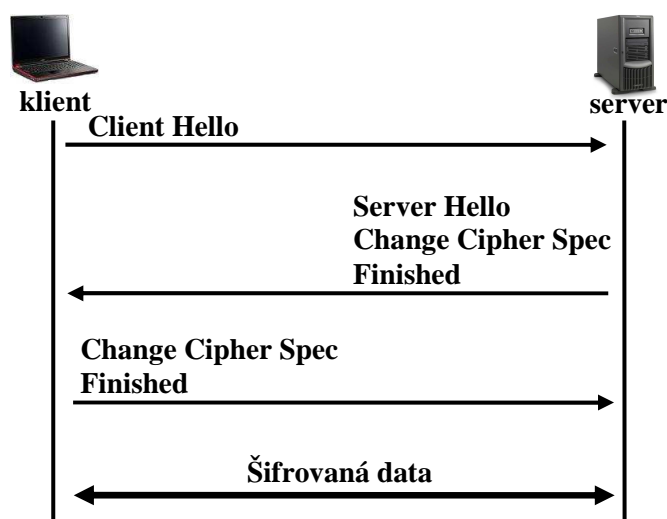 klient
server
Client Hello
Server Hello
Change Cipher Spec
Finished
Change Cipher Spec
Finished
Šifrovaná data